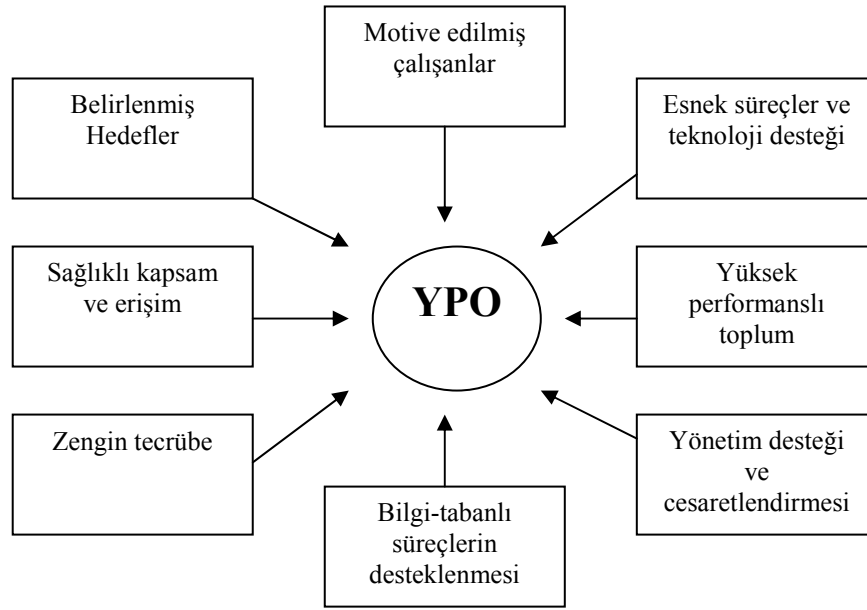 Motive edilmiş
çalışanlar
Belirlenmiş
Hedefler
Esnek süreçler ve
teknoloji desteği
Sağlıklı kapsam
ve erişim
YPO
Yüksek
performanslı
toplum
Zengin tecrübe
Yönetim desteği
ve
cesaretlendirmesi
Bilgi-tabanlı
süreçlerin
desteklenmesi